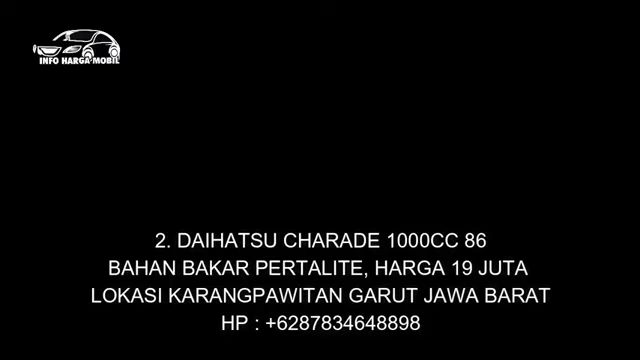 INFO HARGA MOBIL
2. DAIHATSU CHARADE 1000CC 86
BAHAN BAKAR PERTALITE, HARGA 19 JUTA
LOKASI KARANGPAWITAN GARUT JAWA BARAT
HP : +6287834648898